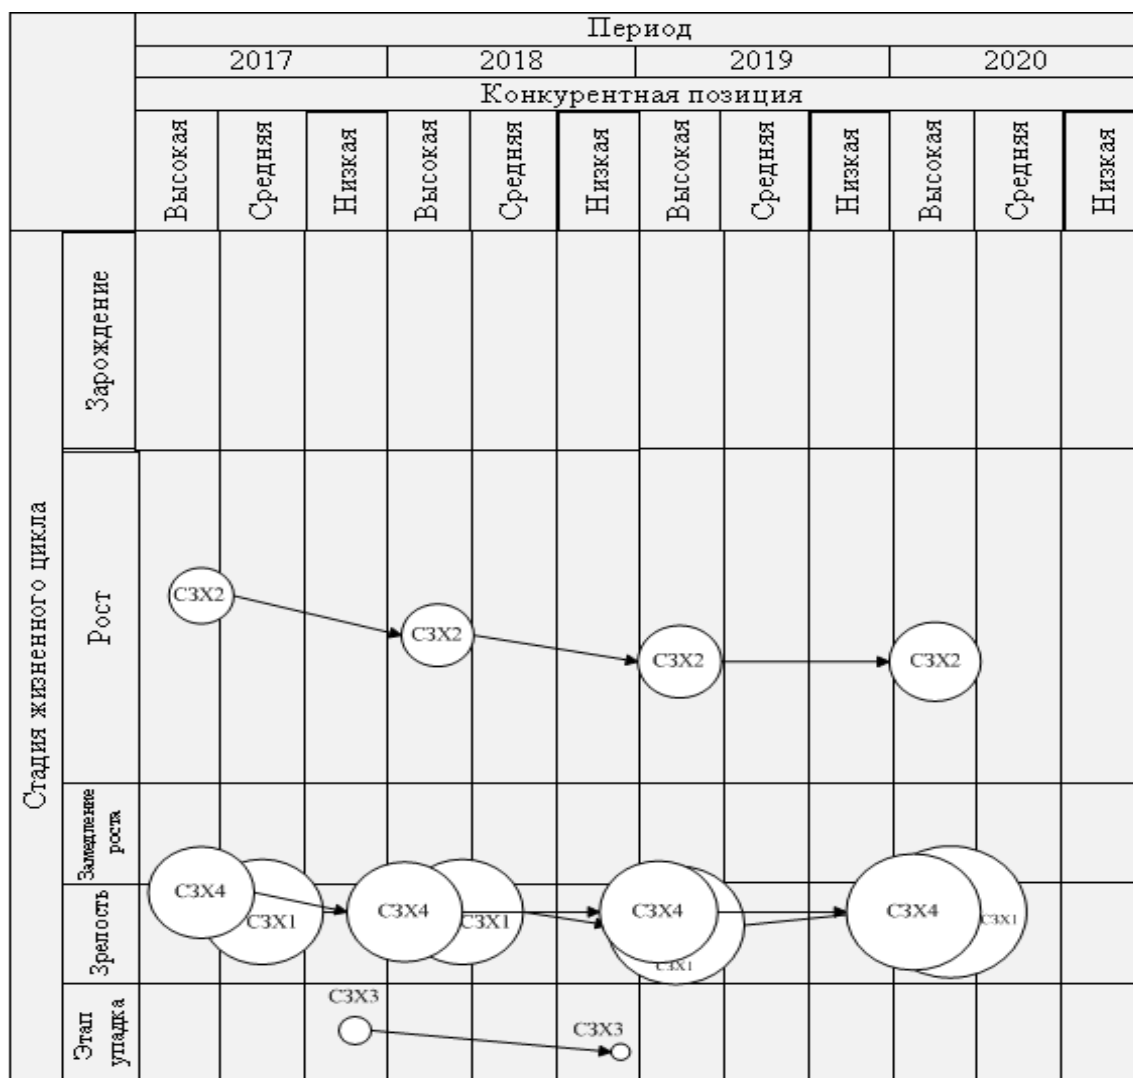 Период
2017 2018 2019 2020
Конкурентная позиция
Высокая Средняя Низкая Высокая Средняя Низкая Высокая Средняя Низкая Высокая Средняя Низкая
Стадия жизненного цикла
Зарождение
Рост
СЗХ2
СЗХ2
СЗХ2 СЗХ2
Замедление
роста
Зрелость
СЗХ4 СЗХ1 СЗХ4 СЗХ1 СЗХ4 СЗХ1 СЗХ4 СЗХ1
Этап
упадка
СЗХ3
СЗХ3